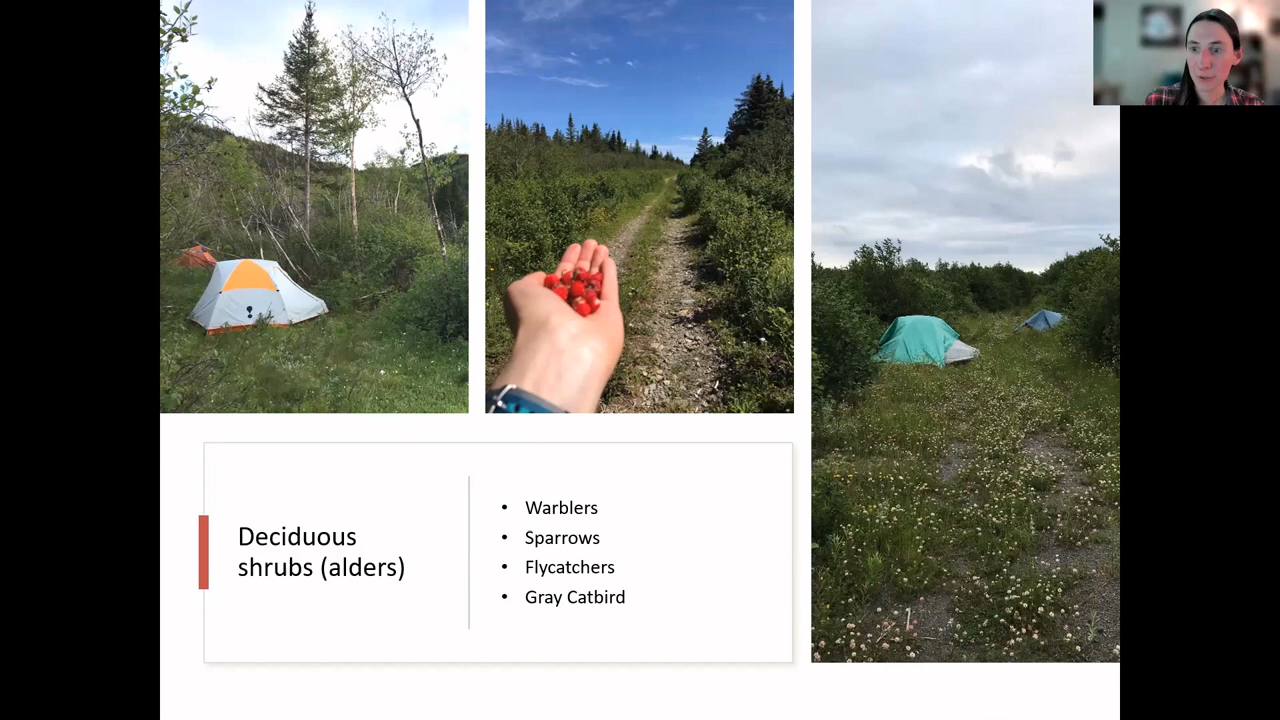 Deciduous
shrubs (alders)
• Warblers
• Sparrows
• Flycatchers
• Gray Catbird